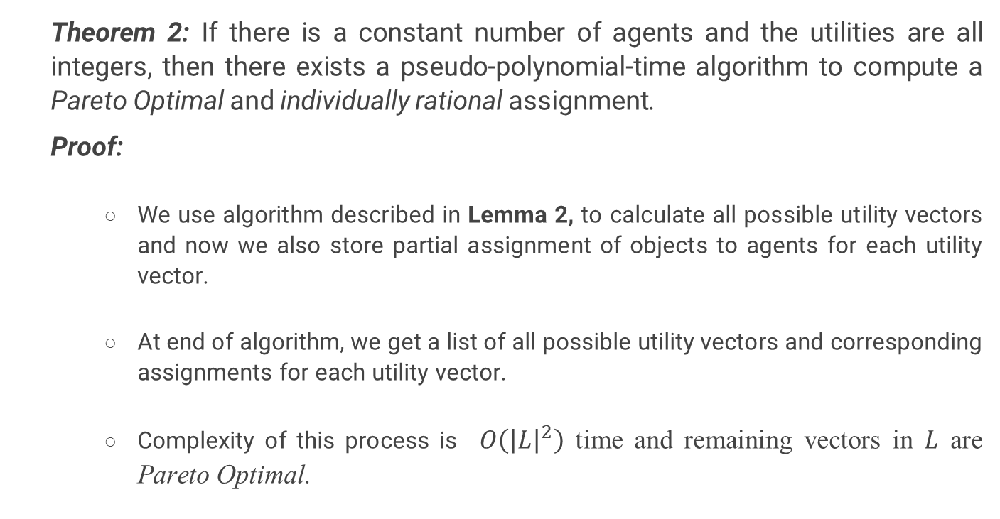 Theorem 2: If there is a constant number of agents and the utilities are all
integers, then there exists a pseudo-polynomial-time algorithm to compute a
Pareto Optimal and individually rational assignment.
Proof:
○ We use algorithm described in Lemma 2, to calculate all possible utility vectors
and now we also store partial assignment of objects to agents for each utility
vector.
○ At end of algorithm, we get a list of all possible utility vectors and corresponding
assignments for each utility vector.
○ Complexity of this process is O(|L|²) time and remaining vectors in L are
Pareto Optimal.